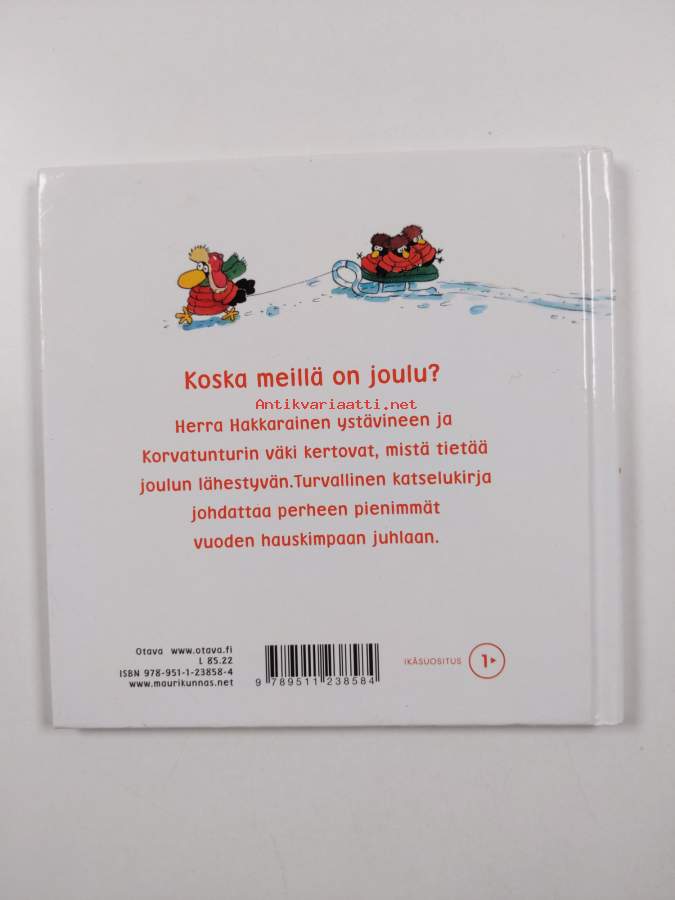 Koska meillä on joulu?
Antikvariaatti.net
Herra Hakkarainen ystävineen ja
Korvatunturin väki kertovat, mistä tietää
joulun lähestyvän.Turvallinen katselukirja
johdattaa perheen pienimmät
vuoden hauskimpaan juhlaan.
Otava www.otava.fi
L 85.22
ISBN 978-951-1-23858-4
www.maurikunnas.net
9 789511 238584
IKÄSUOSITUS 1